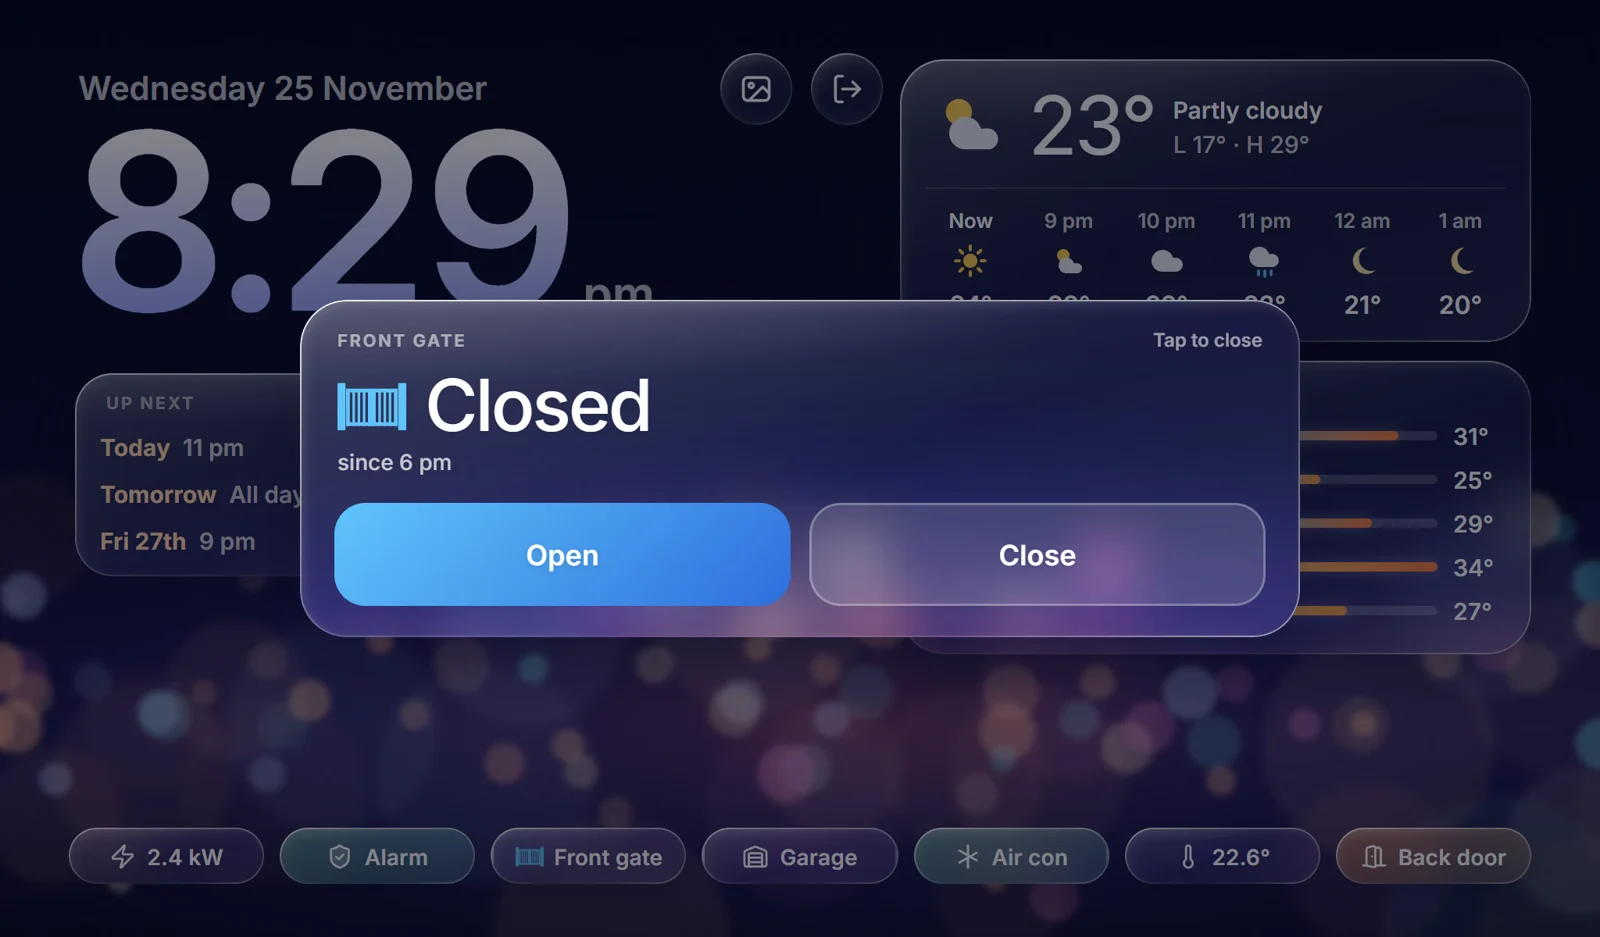 Wednesday 25 November
8:29 pm
23° Partly cloudy
L 17° · H 29°
Now 9 pm 10 pm 11 pm 12 am 1 am
21° 20°
UP NEXT
Today 11 pm
Tomorrow All day
Fri 27th 9 pm
FRONT GATE Tap to close
Closed
since 6 pm
Open Close
31°
25°
29°
34°
27°
2.4 kW Alarm Front gate Garage Air con 22.6° Back door